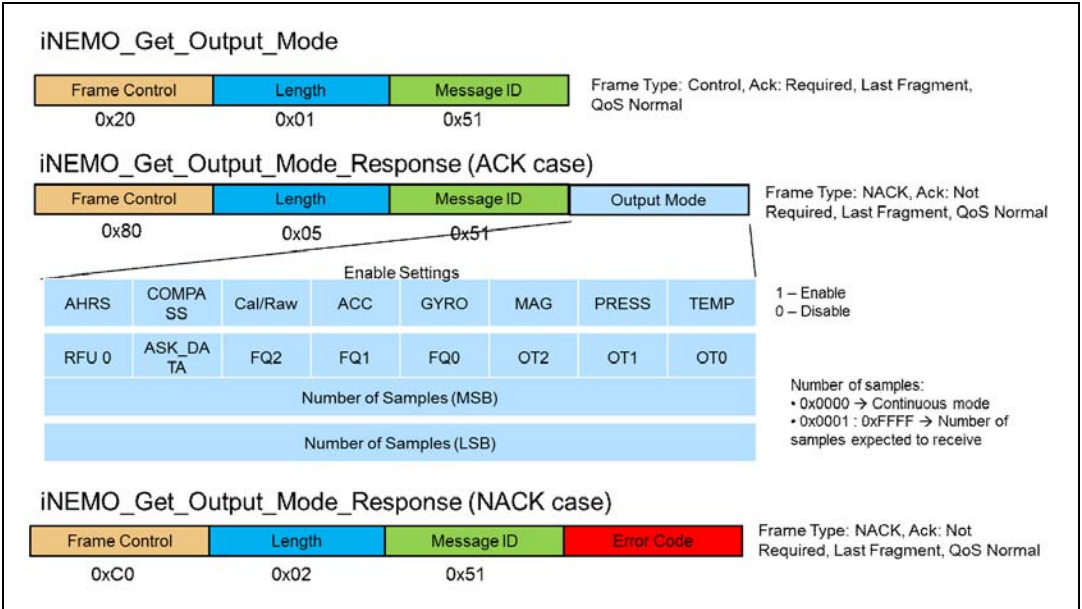 iNEMO_Get_Output_Mode
Frame Control Length Message ID
0x20 0x01 0x51
Frame Type: Control, Ack: Required, Last Fragment,
QoS Normal
iNEMO_Get_Output_Mode_Response (ACK case)
Frame Control Length Message ID Output Mode
0x80 0x05 0x51
Frame Type: NACK, Ack: Not
Required, Last Fragment, QoS Normal
Enable Settings
AHRS COMPA
SS Cal/Raw ACC GYRO MAG PRESS TEMP
1 – Enable
0 – Disable
RFU 0 ASK_DA
TA FQ2 FQ1 FQ0 OT2 OT1 OT0
Number of Samples (MSB)
Number of Samples (LSB)
Number of samples:
• 0x0000 → Continuous mode
• 0x0001 : 0xFFFF → Number of
samples expected to receive
iNEMO_Get_Output_Mode_Response (NACK case)
Frame Control Length Message ID Error Code
0xC0 0x02 0x51
Frame Type: NACK, Ack: Not
Required, Last Fragment, QoS Normal